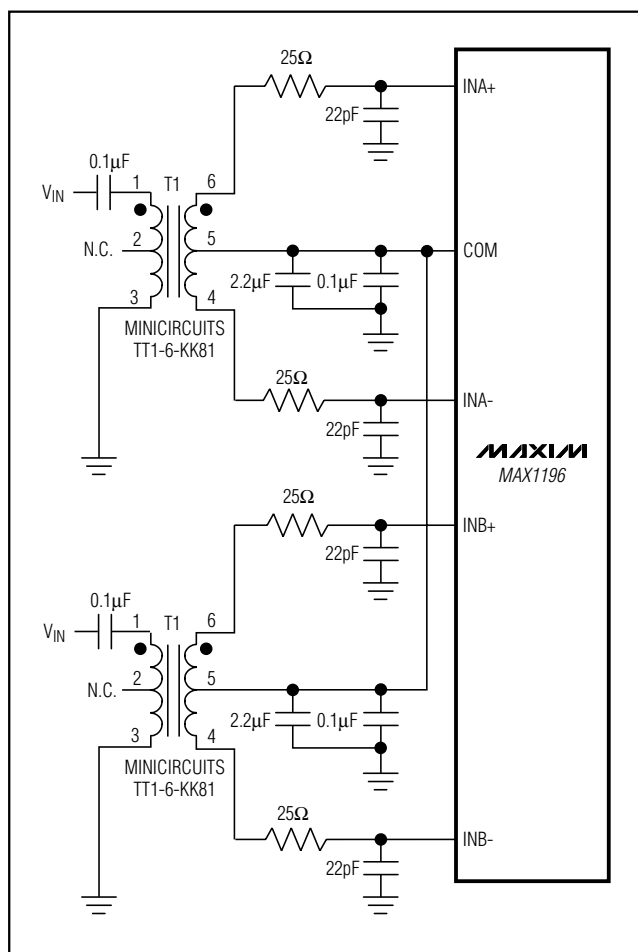 25Ω
INA+
22pF
0.1μF
1
T1
6
VIN
2
5
N.C.
COM
2.2μF
0.1μF
3
4
MINICIRCUITS
TT1-6-KK81
25Ω
INA-
22pF
MAXIM
MAX1196
25Ω
INB+
22pF
0.1μF
1
T1
6
VIN
2
5
N.C.
2.2μF
0.1μF
3
4
MINICIRCUITS
TT1-6-KK81
25Ω
INB-
22pF